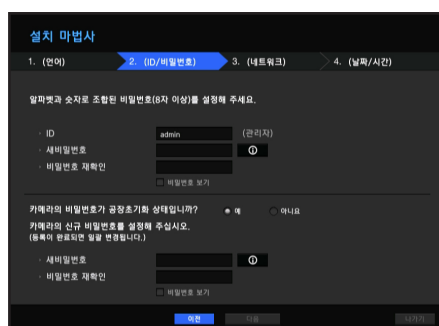 설치 마법사
1. (언어) 2. (ID/비밀번호) 3. (네트워크) 4. (날짜/시간)
알파벳과 숫자로 조합된 비밀번호(8자 이상)를 설정해 주세요.
· ID admin (관리자)
· 새비밀번호
· 비밀번호 재확인
비밀번호 보기
카메라의 비밀번호가 공장초기화 상태입니까? 예 아니요
카메라의 신규 비밀번호를 설정해 주십시오.
(등록이 완료되면 일괄 변경됩니다.)
· 새비밀번호
· 비밀번호 재확인
비밀번호 보기
이전 다음 나가기